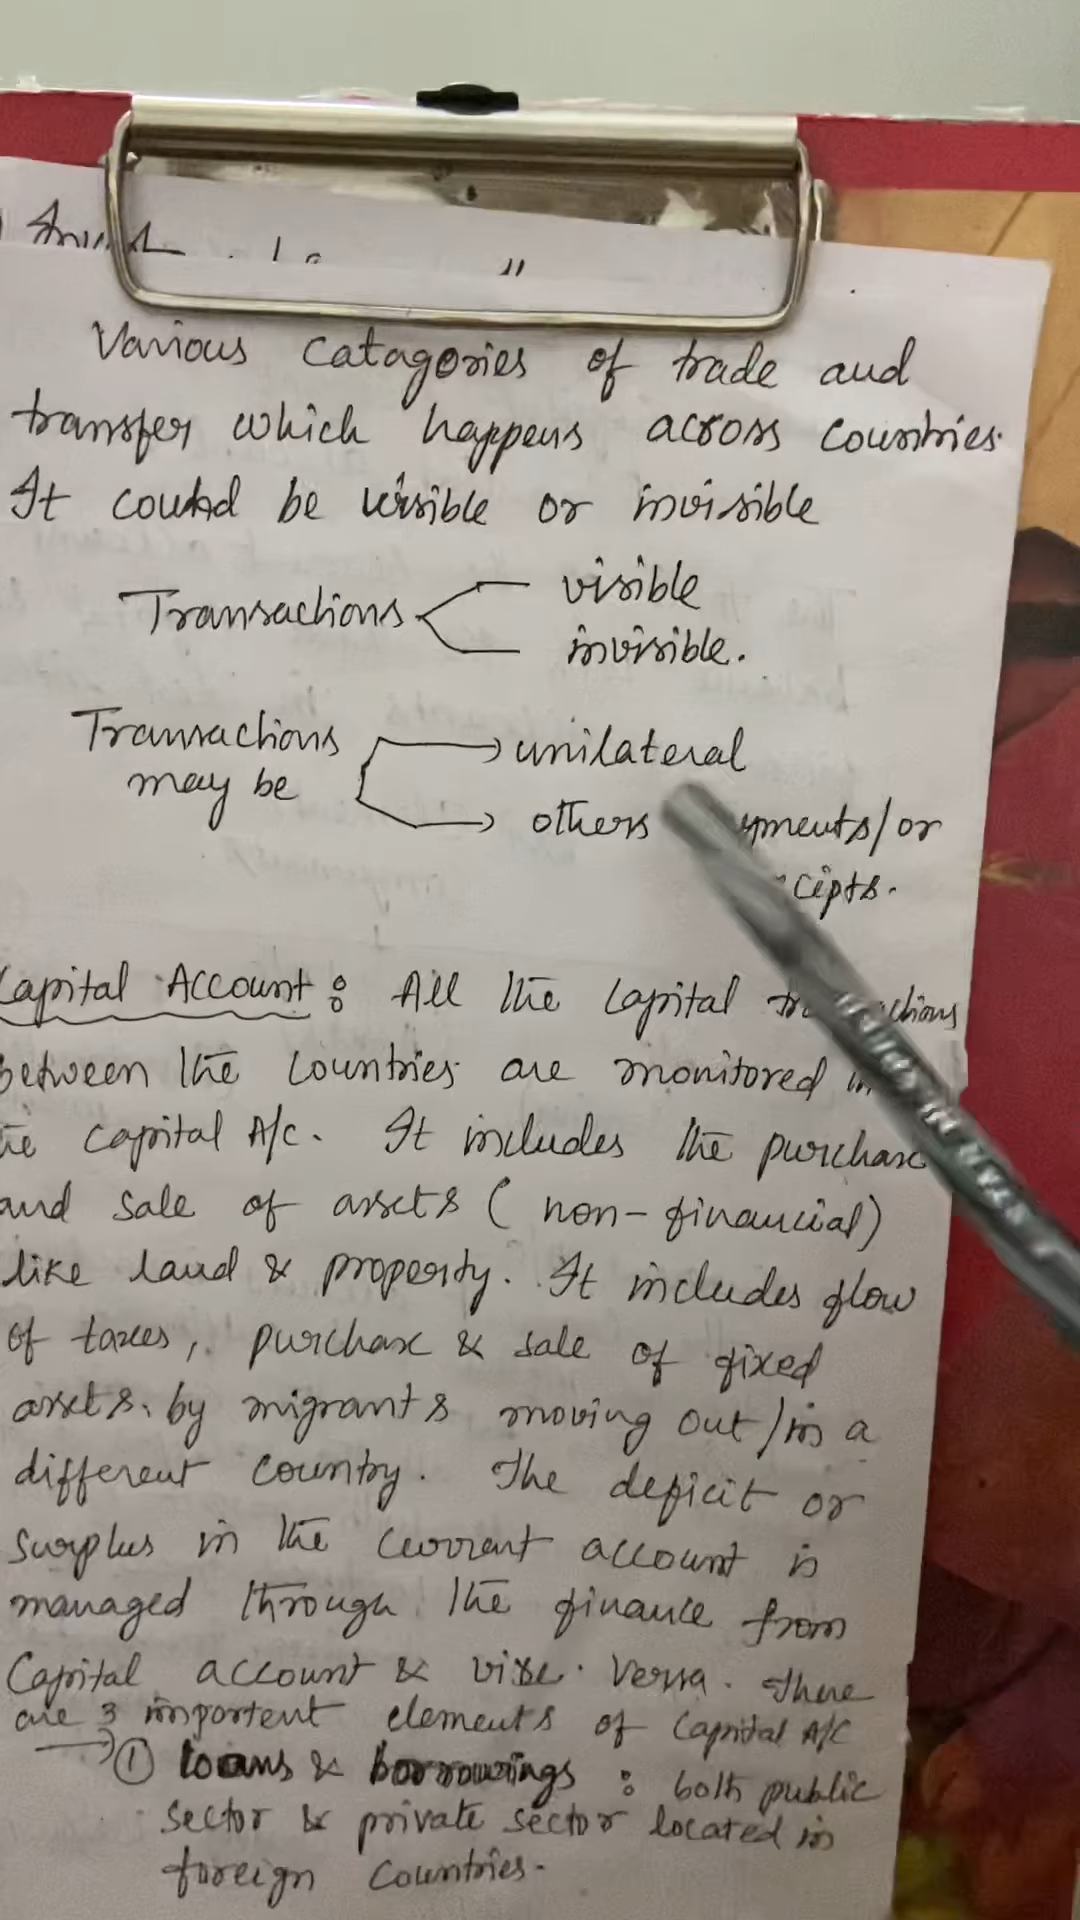 Various catagories of trade and
transfer which happens across countries.
It could be visible or invisible
Transactions
visible
invisible.
Transactions may be
unilateral
others
or
Capital Account : All the Capital
between the countries are monitored
capital A/c. It includes the purchase
and sale of assets ( non-financial)
like land & property. It includes flow
of taxes, purchase & sale of fixed
assets. by migrants moving out / in a
different country. The deficit or
surplus in the current account is
managed through the finance from
Capital account & vise. Versa. There
are 3 importent elements of Capital A/C
→ ① loans & borrowings : both public
sector & private sector located in
foreign countries.